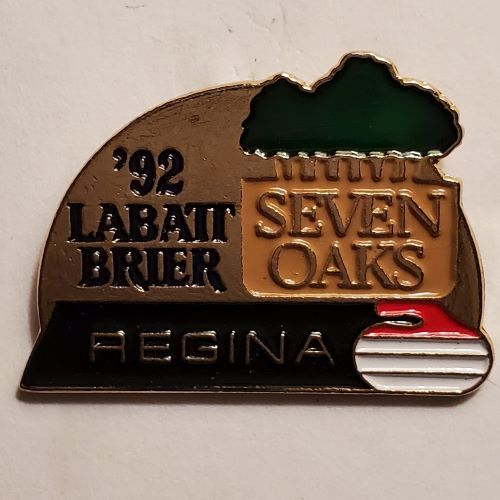 '92
LABATT
BRIER
SEVEN
OAKS
REGINA